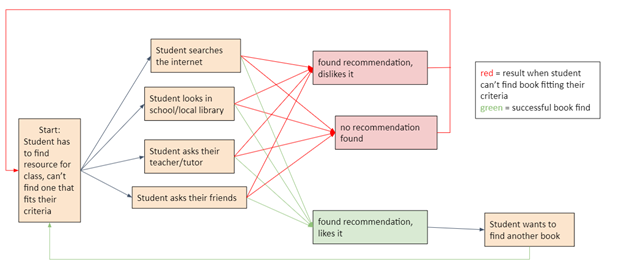 Start:
Student has
to find
resource for
class, can't
find one that
fits their
criteria
Student searches
the internet
Student looks in
school/local library
Student asks their
teacher/tutor
Student asks their friends
found recommendation,
dislikes it
no recommendation
found
found recommendation,
likes it
Student wants to
find another book
red = result when student
can't find book fitting their
criteria
green = successful book find